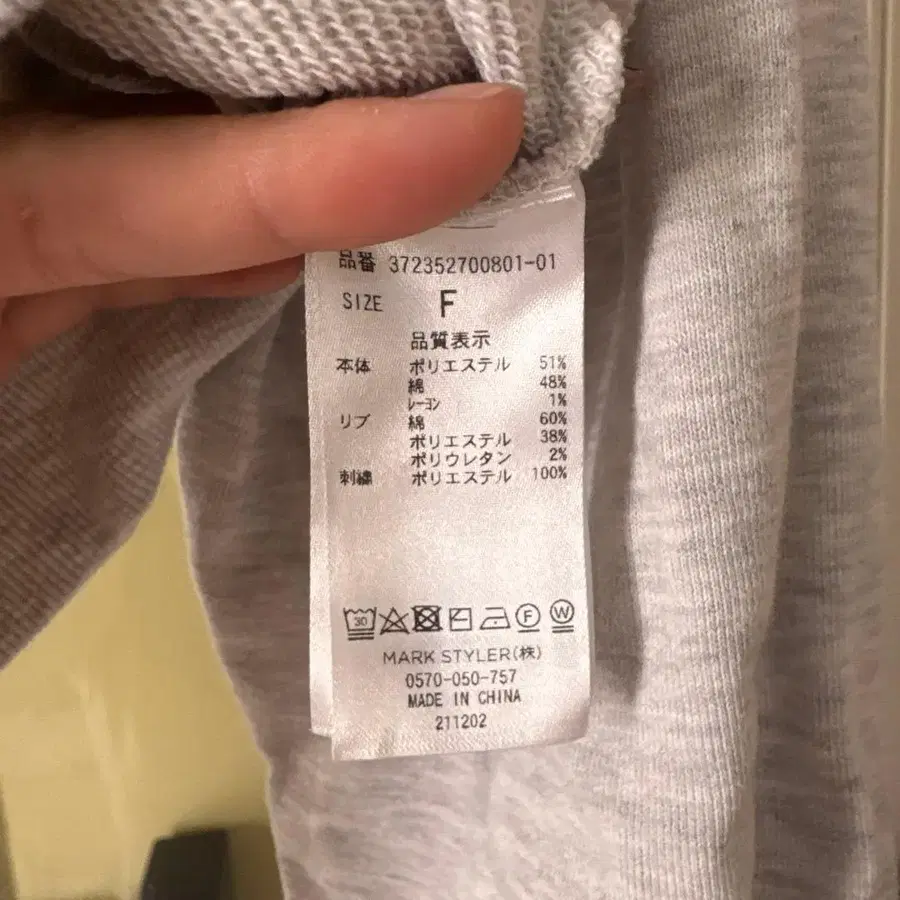 品番 372352700801-01
SIZE F
品質表示
本体 ポリエステル 51%
綿 48%
レーヨン 1%
リブ 綿 60%
ポリエステル 38%
ポリウレタン 2%
刺繍 ポリエステル 100%
30 F W
MARK STYLER(株)
0570-050-757
MADE IN CHINA
211202